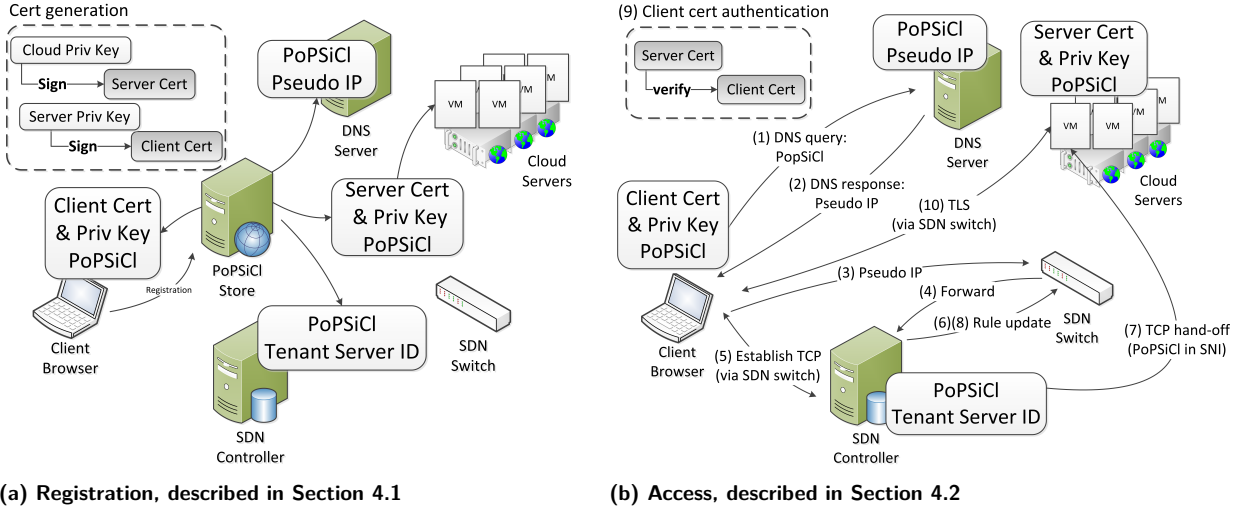 Cert generation
Cloud Priv Key
Sign
Server Cert
Server Priv Key
Sign
Client Cert
PoPSiCl
Pseudo IP
DNS
Server
VM
VM
VM
Cloud
Servers
Client Cert
& Priv Key
PoPSiCl
PoPSiCl
Store
Server Cert
& Priv Key
PoPSiCl
Registration
Client
Browser
PoPSiCl
Tenant Server ID
SDN
Controller
SDN
Switch
(a) Registration, described in Section 4.1
(9) Client cert authentication
Server Cert
verify
Client Cert
PoPSiCl
Pseudo IP
DNS
Server
Server Cert
& Priv Key
PoPSiCl
VM
VM
VM
Cloud
Servers
(1) DNS query:
PopSiCl
(2) DNS response:
Pseudo IP
Client Cert
& Priv Key
PoPSiCl
(10) TLS
(via SDN switch)
Client
Browser
(3) Pseudo IP
(4) Forward
(6)(8) Rule update
SDN
Switch
(5) Establish TCP
(via SDN switch)
(7) TCP hand-off
(PoPSiCl in SNI)
PoPSiCl
Tenant Server ID
SDN
Controller
(b) Access, described in Section 4.2